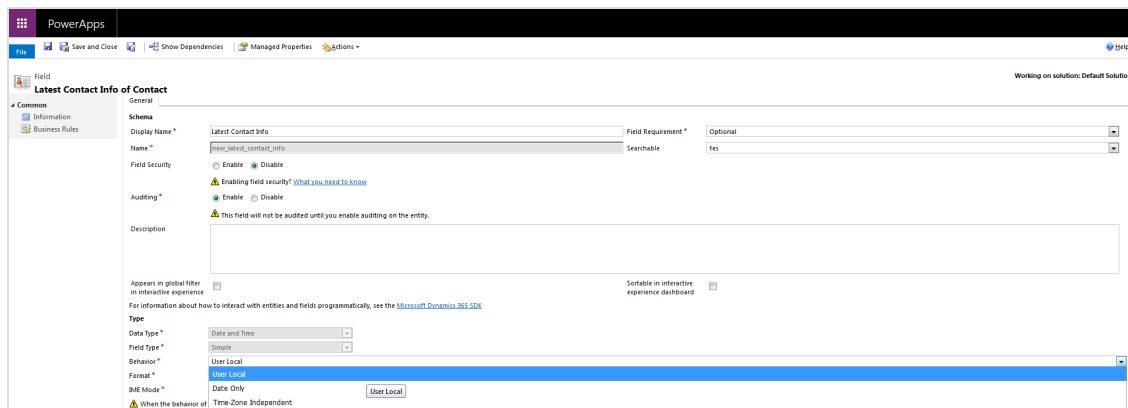 PowerApps
File Save and Close Show Dependencies Managed Properties Actions Help
Field
Latest Contact Info of Contact
Working on solution: Default Solutio
Common
Information
Business Rules
General
Schema
Display Name * Latest Contact Info Field Requirement * Optional
Name * new_latest_contact_info Searchable Yes
Field Security Enable Disable
Enabling field security? What you need to know
Auditing * Enable Disable
This field will not be audited until you enable auditing on the entity.
Description
Appears in global filter
in interactive experience
Sortable in interactive
experience dashboard
For information about how to interact with entities and fields programmatically, see the Microsoft Dynamics 365 SDK
Type
Data Type * Date and Time
Field Type * Simple
Behavior * User Local
Format * User Local
IME Mode * Date Only User Local
When the behavior of Time-Zone Independent